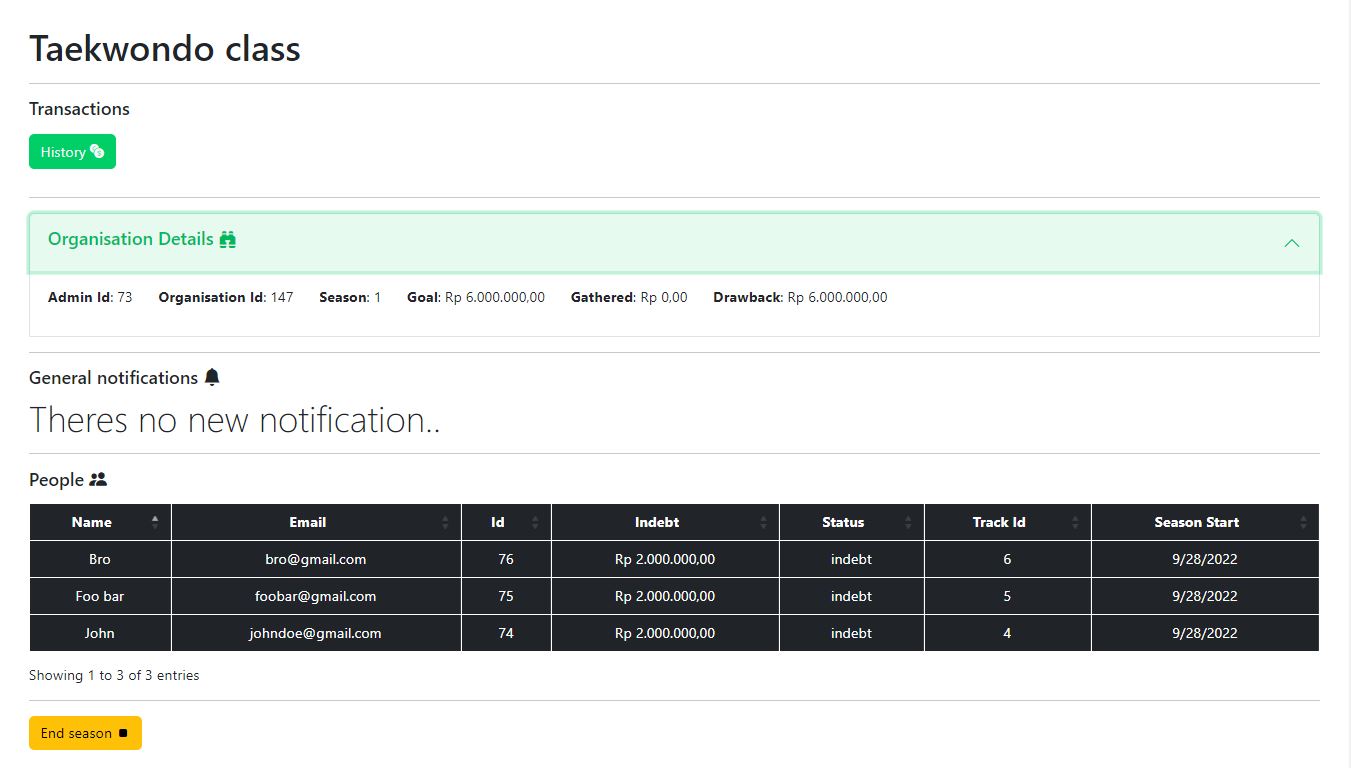 Taekwondo class
Transactions
History
Organisation Details
Admin Id: 73 Organisation Id: 147 Season: 1 Goal: Rp 6.000.000,00 Gathered: Rp 0,00 Drawback: Rp 6.000.000,00
General notifications
Theres no new notification..
People
Name Email Id Indebt Status Track Id Season Start
Bro bro@gmail.com 76 Rp 2.000.000,00 indebt 6 9/28/2022
Foo bar foobar@gmail.com 75 Rp 2.000.000,00 indebt 5 9/28/2022
John johndoe@gmail.com 74 Rp 2.000.000,00 indebt 4 9/28/2022
Showing 1 to 3 of 3 entries
End season